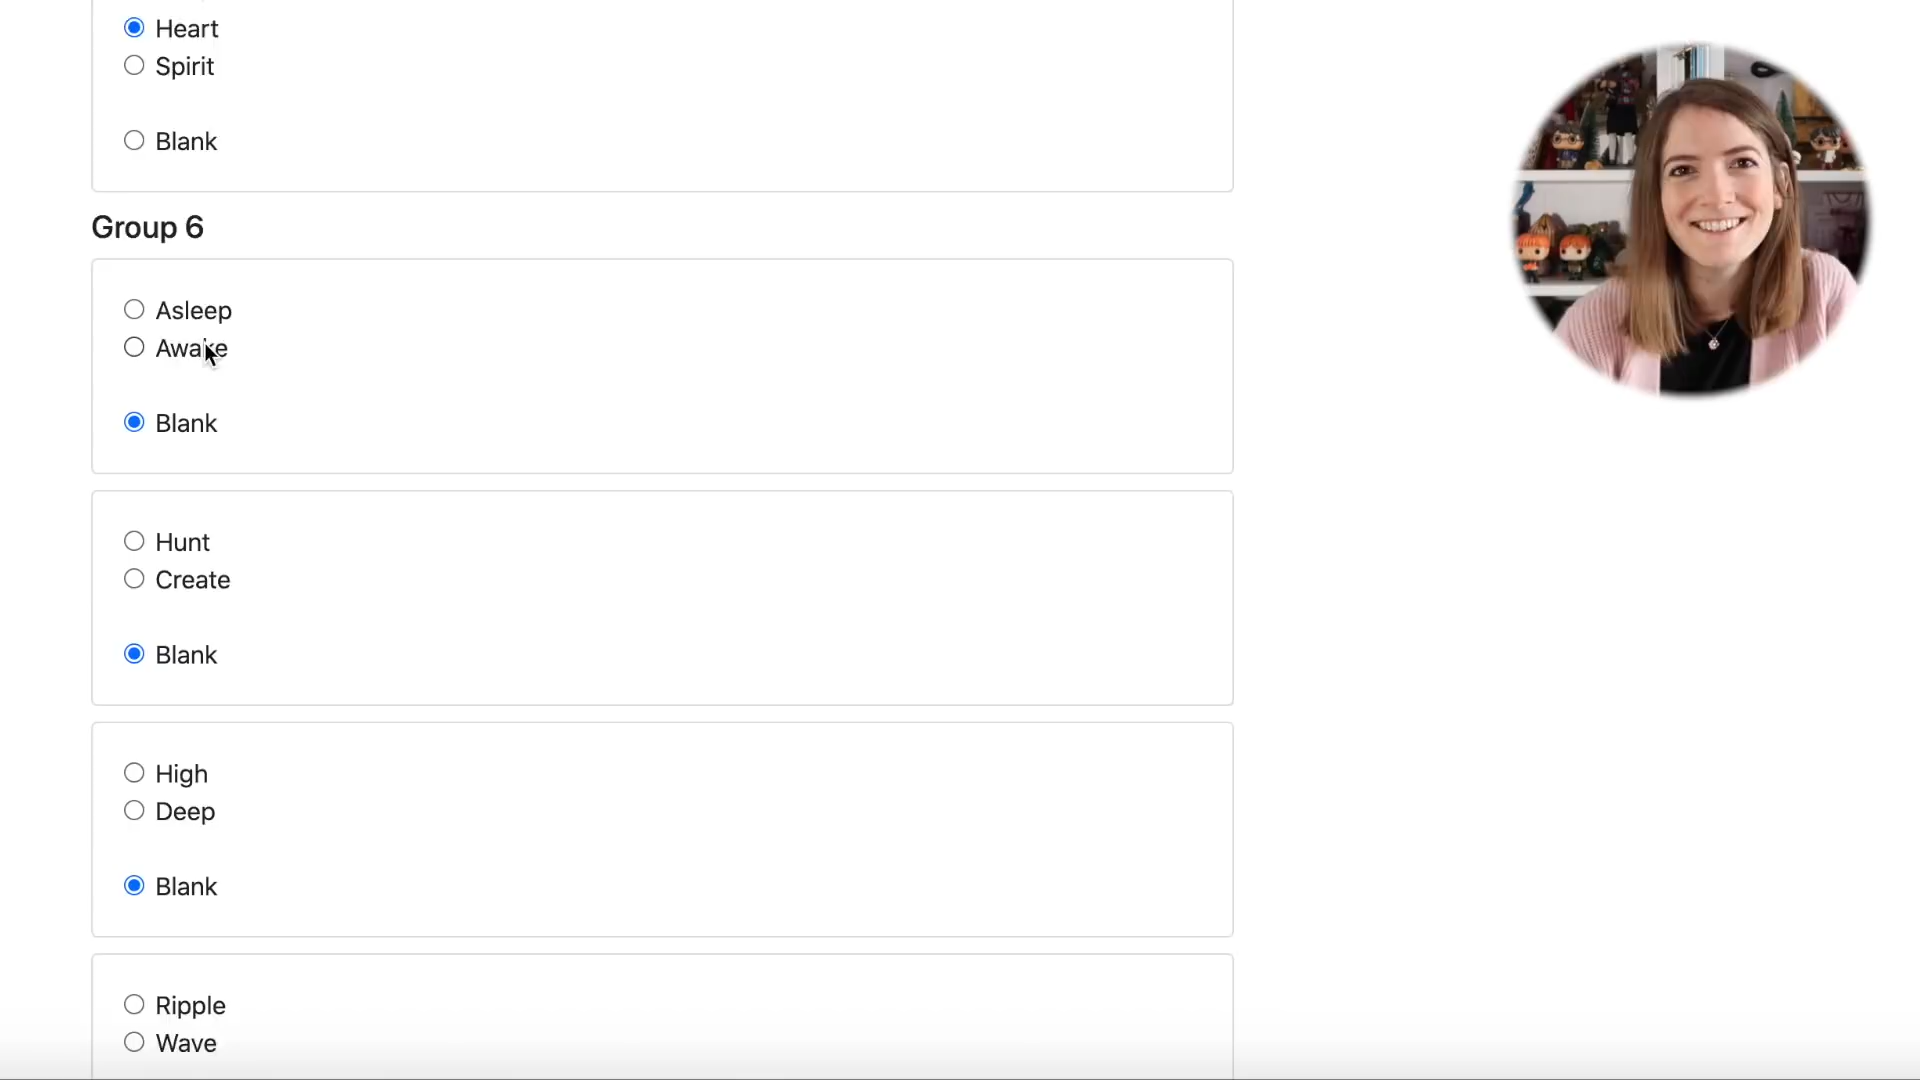 Heart
Spirit
Blank
Group 6
Asleep
Awake
Blank
Hunt
Create
Blank
High
Deep
Blank
Ripple
Wave